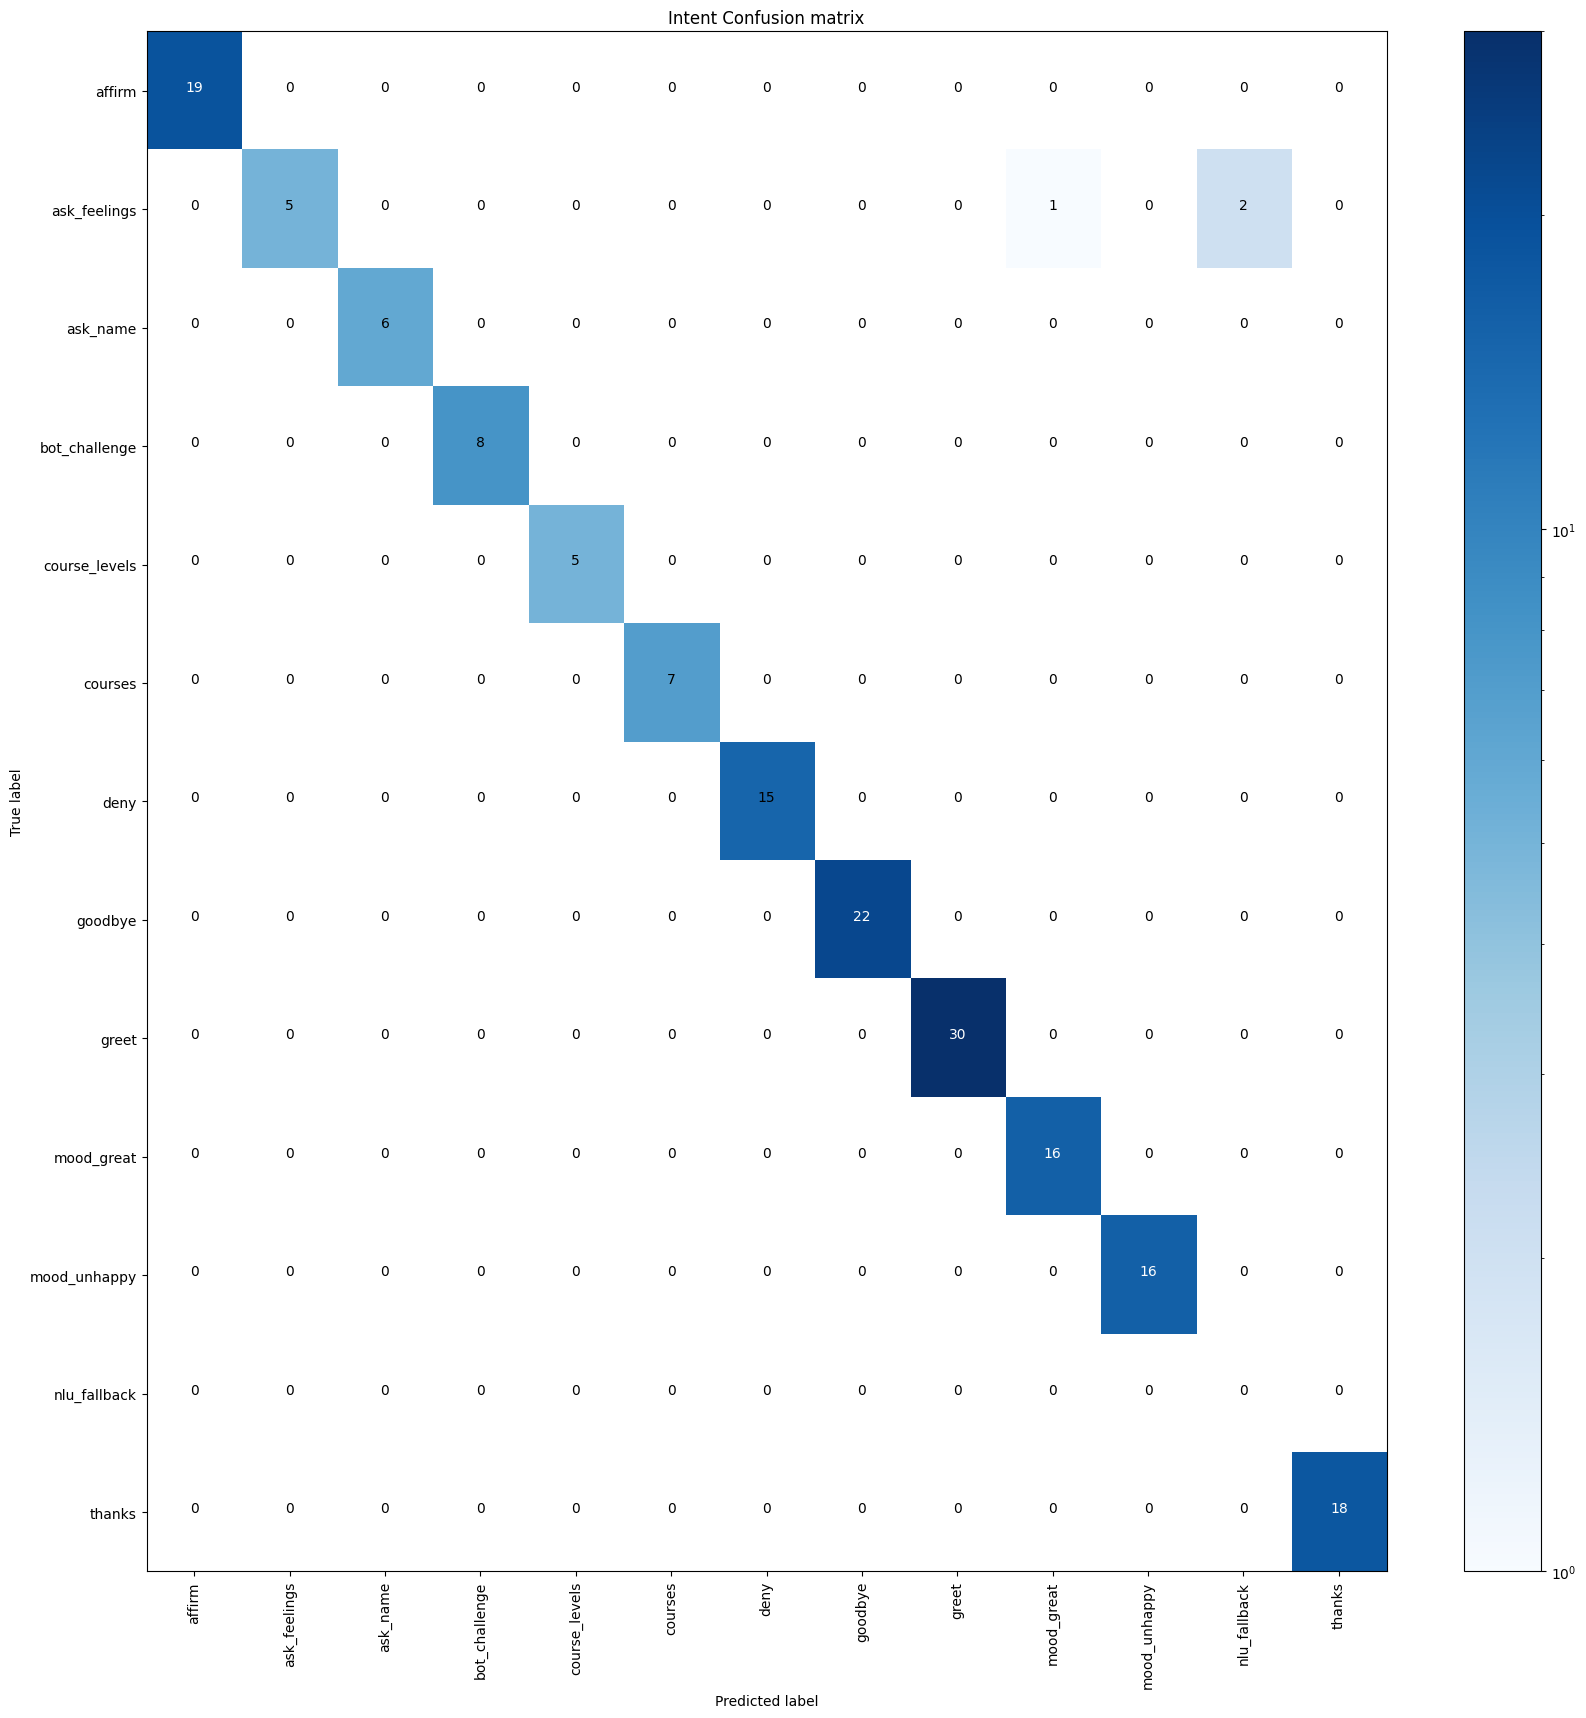 Intent Confusion matrix
affirm 19 0 0 0 0 0 0 0 0 0 0 0 0
ask_feelings 0 5 0 0 0 0 0 0 0 1 0 2 0
ask_name 0 0 6 0 0 0 0 0 0 0 0 0 0
bot_challenge 0 0 0 8 0 0 0 0 0 0 0 0 0
course_levels 0 0 0 0 5 0 0 0 0 0 0 0 0
courses 0 0 0 0 0 7 0 0 0 0 0 0 0
deny 0 0 0 0 0 0 15 0 0 0 0 0 0
goodbye 0 0 0 0 0 0 0 22 0 0 0 0 0
greet 0 0 0 0 0 0 0 0 30 0 0 0 0
mood_great 0 0 0 0 0 0 0 0 0 16 0 0 0
mood_unhappy 0 0 0 0 0 0 0 0 0 0 16 0 0
nlu_fallback 0 0 0 0 0 0 0 0 0 0 0 0 0
thanks 0 0 0 0 0 0 0 0 0 0 0 0 18
True label
affirm
ask_feelings
ask_name
bot_challenge
course_levels
courses
deny
goodbye
greet
mood_great
mood_unhappy
nlu_fallback
thanks
Predicted label
10¹
10⁰